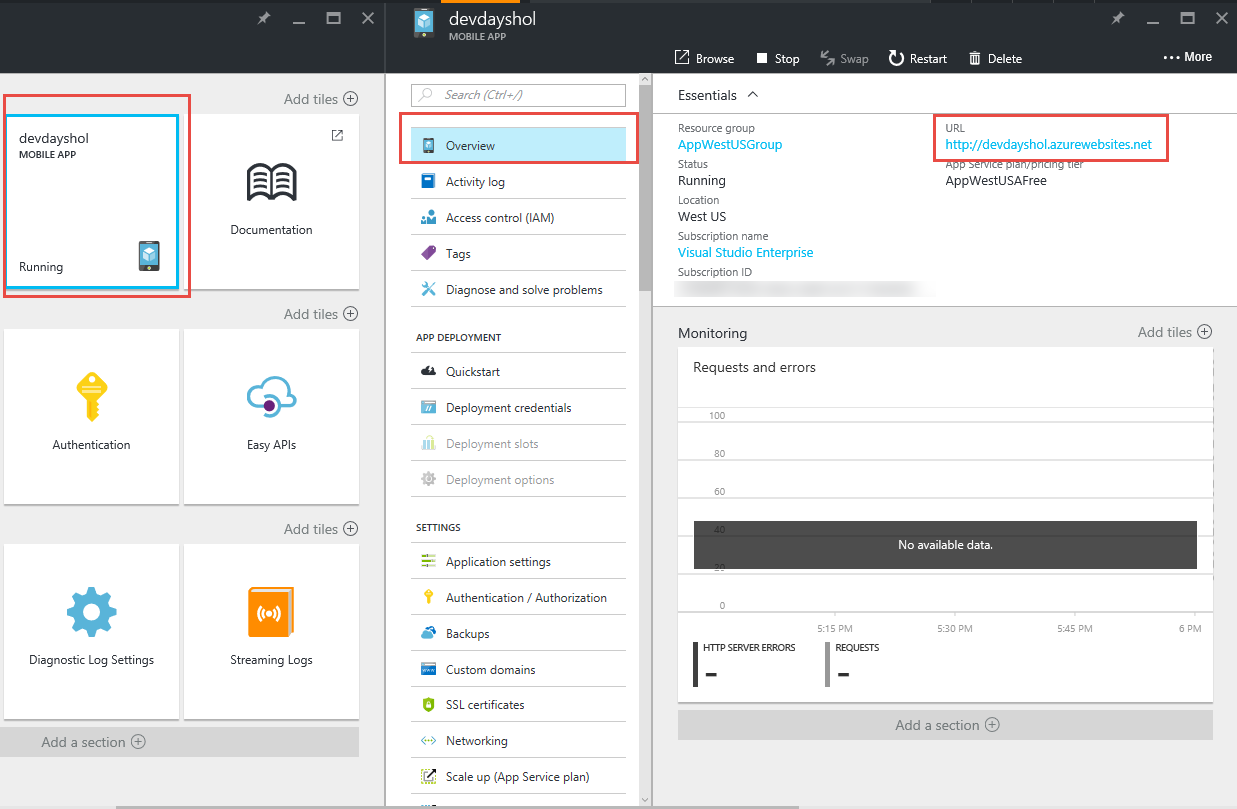 devdayshol
MOBILE APP
Browse
Stop
Swap
Restart
Delete
More
Add tiles
devdayshol
MOBILE APP
Running
Documentation
Add tiles
Authentication
Easy APIs
Add tiles
Diagnostic Log Settings
Streaming Logs
Add a section
Search (Ctrl+/)
Overview
Activity log
Access control (IAM)
Tags
Diagnose and solve problems
APP DEPLOYMENT
Quickstart
Deployment credentials
Deployment slots
Deployment options
SETTINGS
Application settings
Authentication / Authorization
Backups
Custom domains
SSL certificates
Networking
Scale up (App Service plan)
Essentials
Resource group
AppWestUSGroup
Status
Running
Location
West US
Subscription name
Visual Studio Enterprise
Subscription ID
URL
http://devdayshol.azurewebsites.net
App Service plan/pricing tier
AppWestUSAFree
Monitoring
Add tiles
Requests and errors
100
80
60
40
No available data.
20
0
5:15 PM
5:30 PM
5:45 PM
6 PM
HTTP SERVER ERRORS
--
REQUESTS
--
Add a section